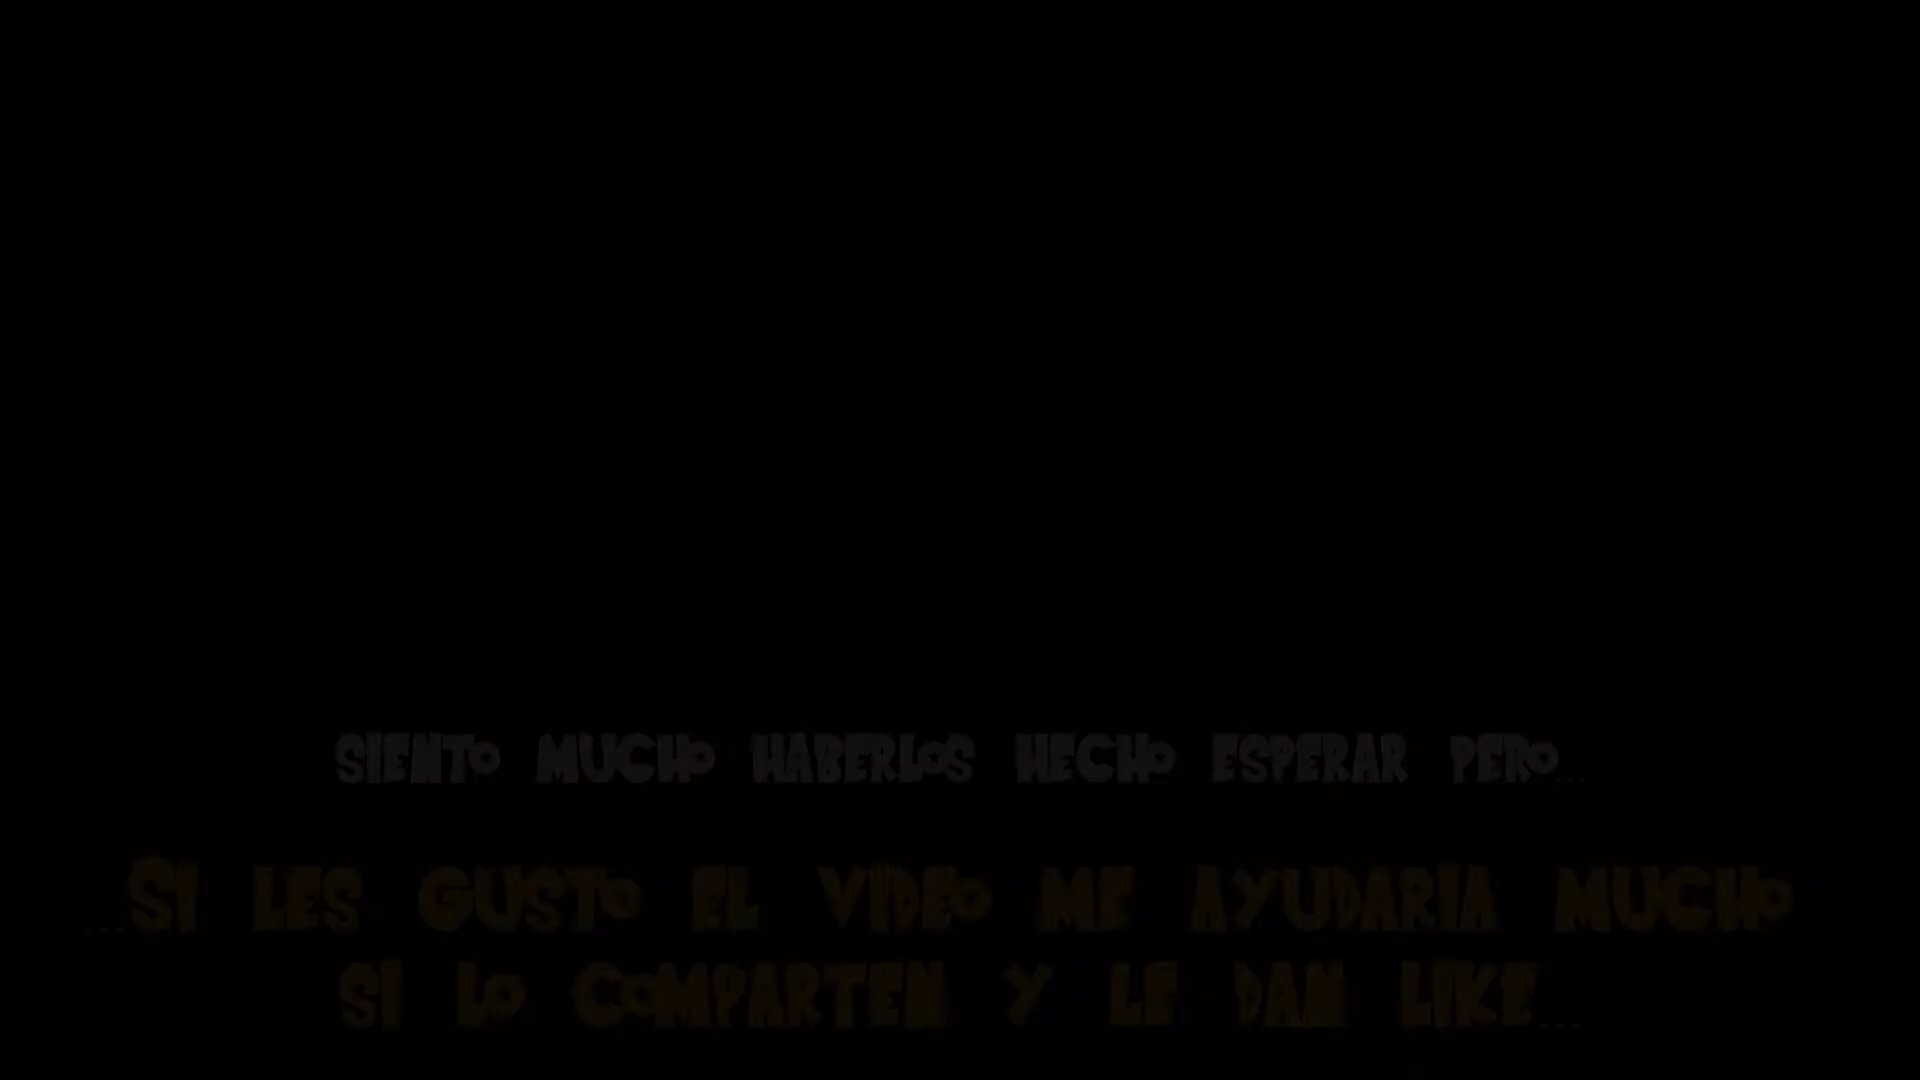 SIENTO MUCHO HABERLOS HECHO ESPERAR PERO...
...SI LES GUSTO EL VIDEO ME AYUDARIA MUCHO
SI LO COMPARTEN Y LE DAN LIKE...